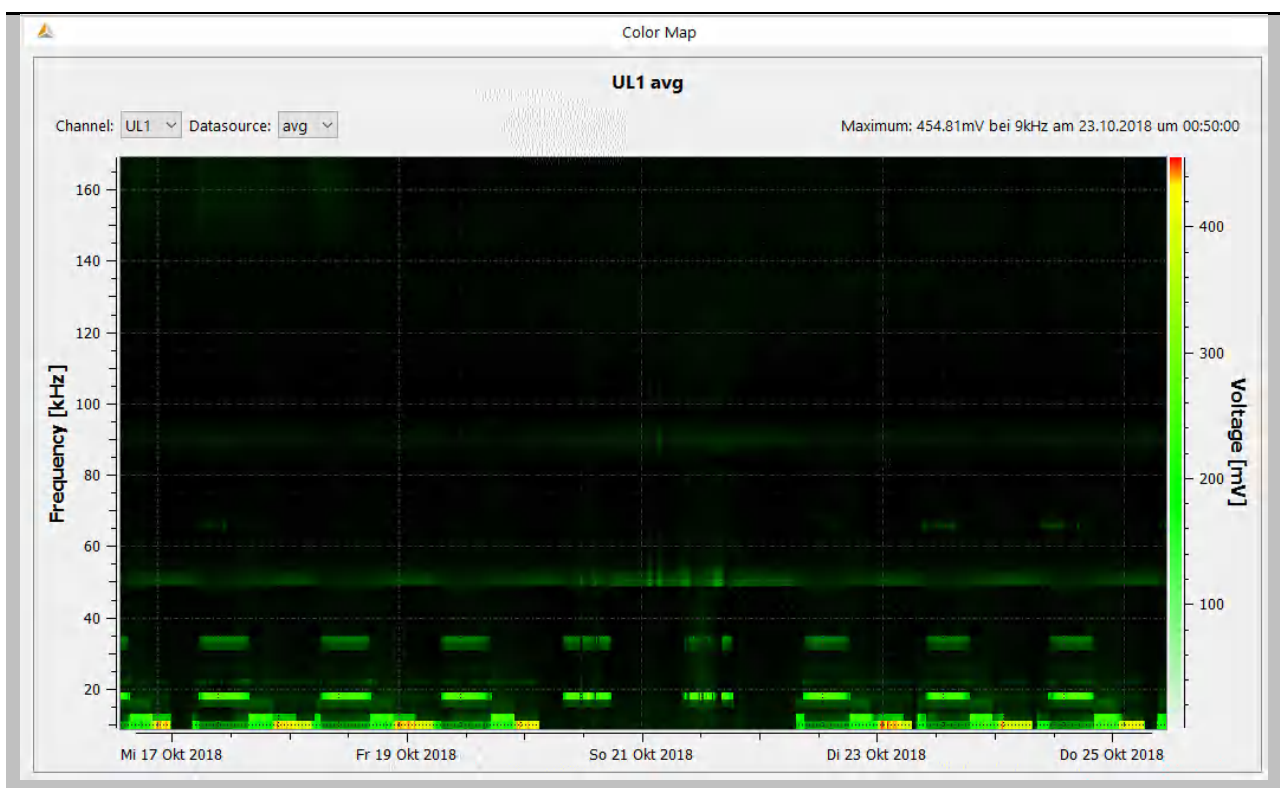 Color Map
UL1 avg
Channel: UL1 Datasource: avg Maximum: 454.81mV bei 9kHz am 23.10.2018 um 00:50:00
Frequency [kHz]
160
140
120
100
80
60
40
20
400
300
200
100
Voltage [mV]
Mi 17 Okt 2018 Fr 19 Okt 2018 So 21 Okt 2018 Di 23 Okt 2018 Do 25 Okt 2018